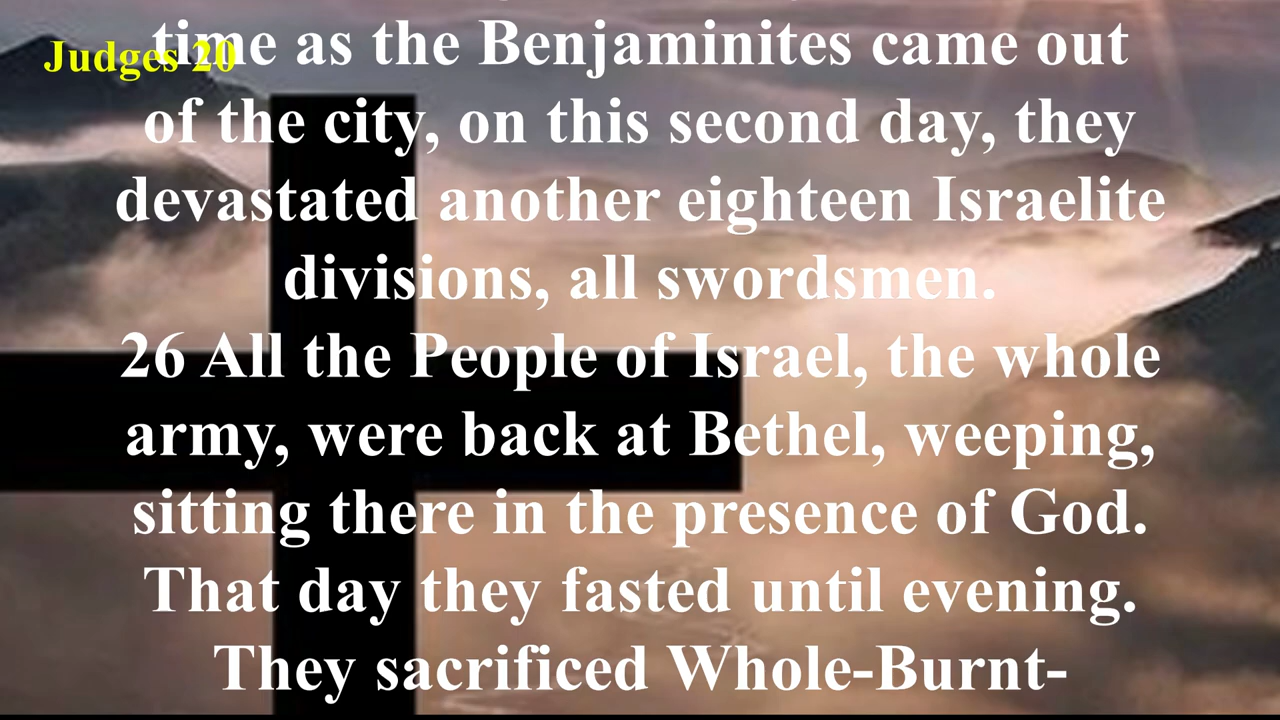 Judges 20
time as the Benjaminites came out
of the city, on this second day, they
devastated another eighteen Israelite
divisions, all swordsmen.
26 All the People of Israel, the whole
army, were back at Bethel, weeping,
sitting there in the presence of God.
That day they fasted until evening.
They sacrificed Whole-Burnt-